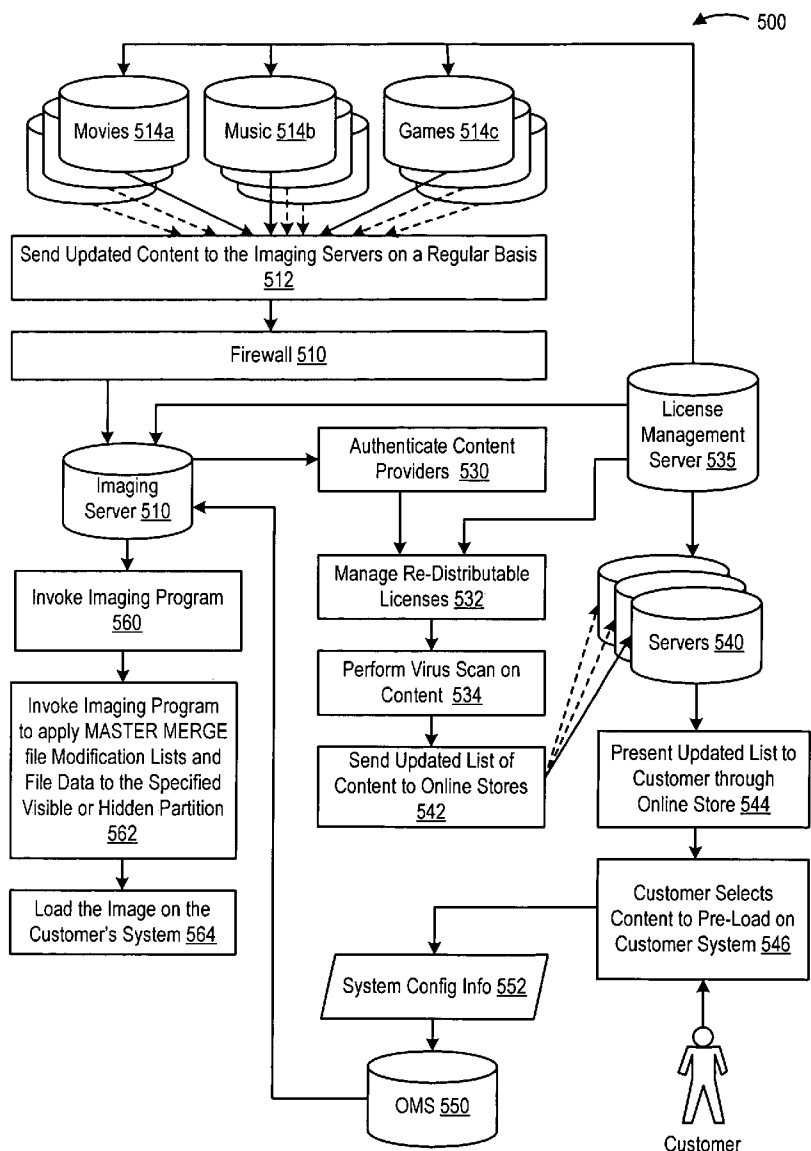 500
Movies 514a
Music 514b
Games 514c
Send Updated Content to the Imaging Servers on a Regular Basis
512
Firewall 510
License
Management
Server 535
Imaging
Server 510
Authenticate Content
Providers 530
Manage Re-Distributable
Licenses 532
Invoke Imaging Program
560
Servers 540
Perform Virus Scan on
Content 534
Invoke Imaging Program
to apply MASTER MERGE
file Modification Lists and
File Data to the Specified
Visible or Hidden Partition
562
Send Updated List of
Content to Online Stores
542
Present Updated List to
Customer through
Online Store 544
Load the Image on the
Customer's System 564
Customer Selects
Content to Pre-Load on
Customer System 546
System Config Info 552
OMS 550
Customer